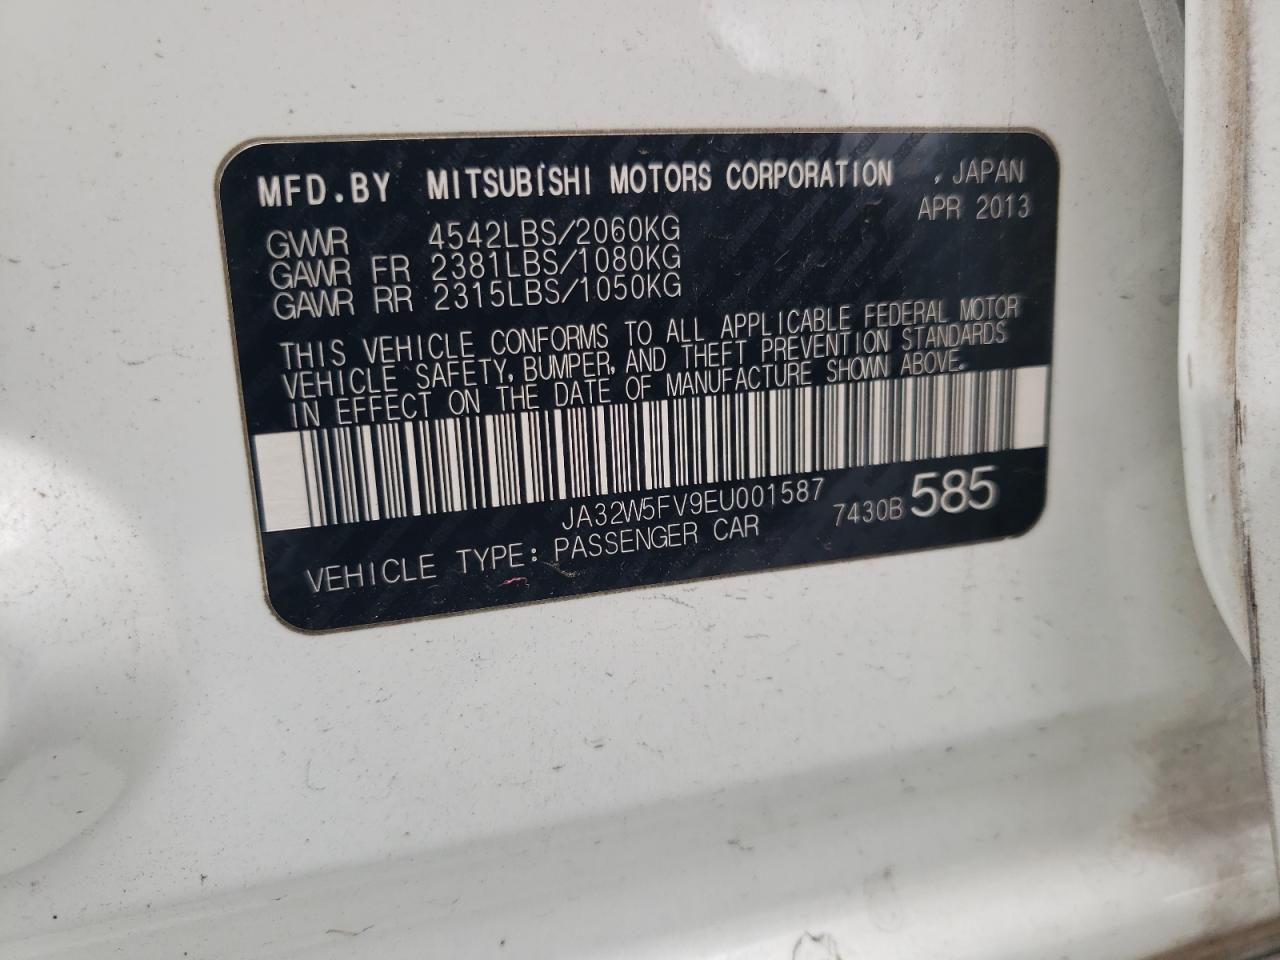 MFD.BY MITSUBISHI MOTORS CORPORATION , JAPAN
APR 2013
GVWR 4542LBS/2060KG
GAWR FR 2381LBS/1080KG
GAWR RR 2315LBS/1050KG
THIS VEHICLE CONFORMS TO ALL APPLICABLE FEDERAL MOTOR
VEHICLE SAFETY, BUMPER, AND THEFT PREVENTION STANDARDS
IN EFFECT ON THE DATE OF MANUFACTURE SHOWN ABOVE.
JA32W5FV9EU001587 7430B 585
VEHICLE TYPE: PASSENGER CAR